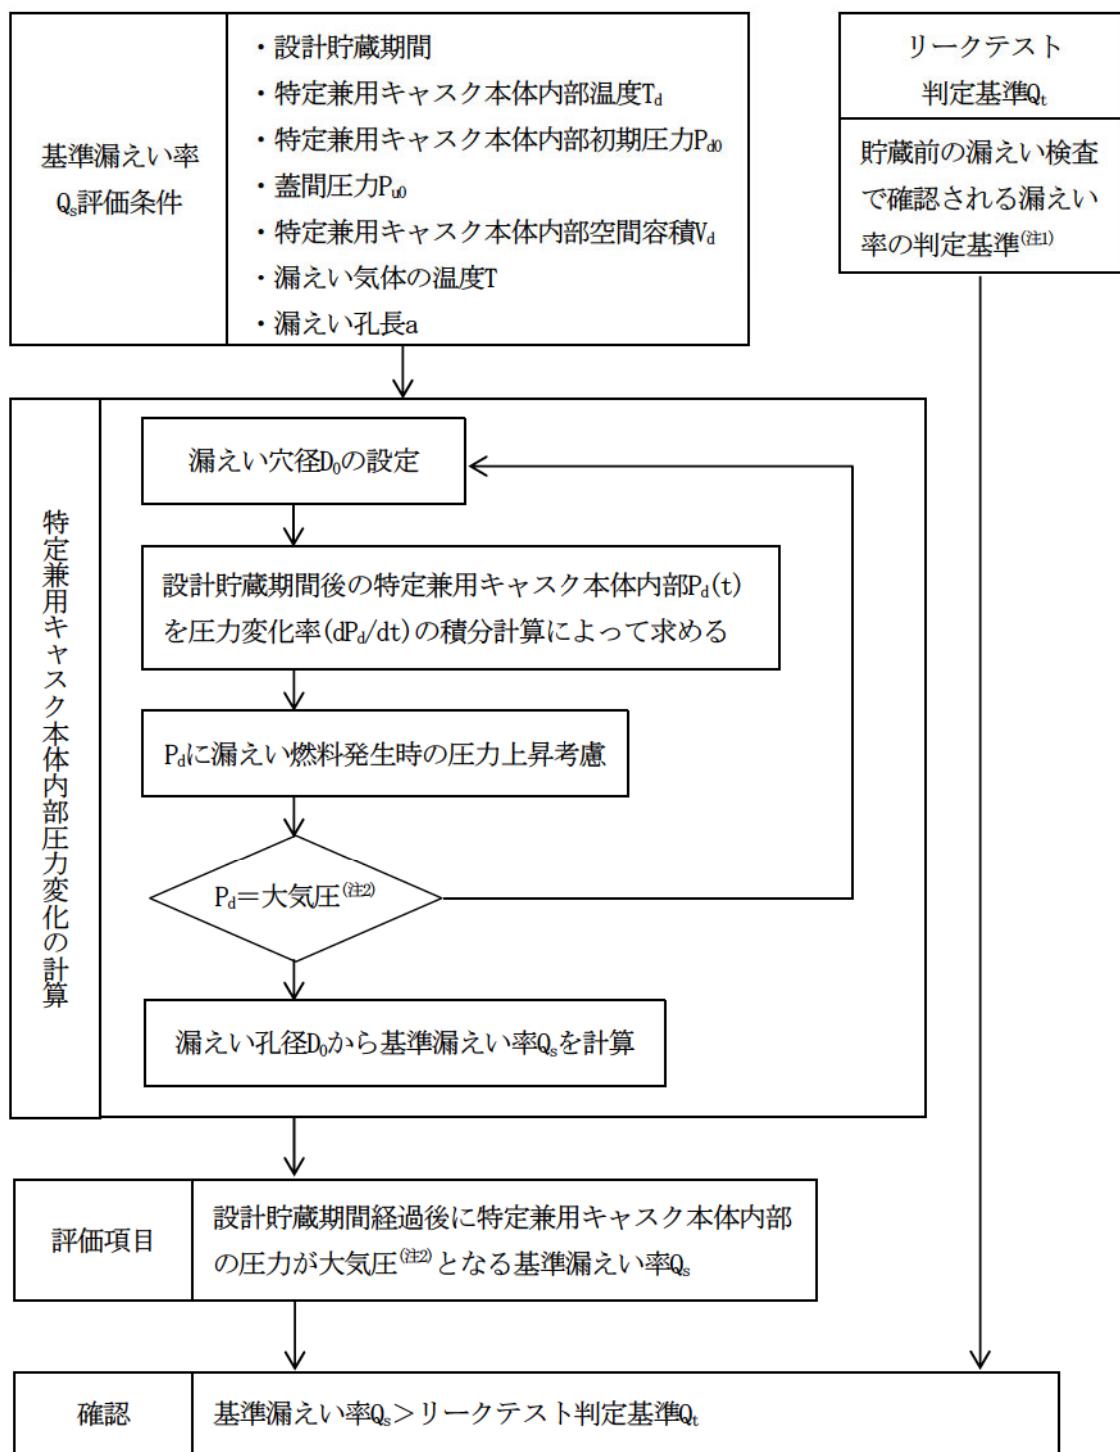 基準漏えい率
Qs評価条件
・設計貯蔵期間
・特定兼用キャスク本体内部温度Td
・特定兼用キャスク本体内部初期圧力Pd0
・蓋間圧力Pu0
・特定兼用キャスク本体内部空間容積Vd
・漏えい気体の温度T
・漏えい孔長a
リークテスト
判定基準Qt
貯蔵前の漏えい検査
で確認される漏えい
率の判定基準(注1)
特定兼用キャスク本体内部圧力変化の計算
漏えい穴径D0の設定
設計貯蔵期間後の特定兼用キャスク本体内部Pd(t)
を圧力変化率(dPd/dt)の積分計算によって求める
Pdに漏えい燃料発生時の圧力上昇考慮
Pd＝大気圧(注2)
漏えい孔径D0から基準漏えい率Qsを計算
評価項目
設計貯蔵期間経過後に特定兼用キャスク本体内部
の圧力が大気圧(注2)となる基準漏えい率Qs
確認
基準漏えい率Qs＞リークテスト判定基準Qt